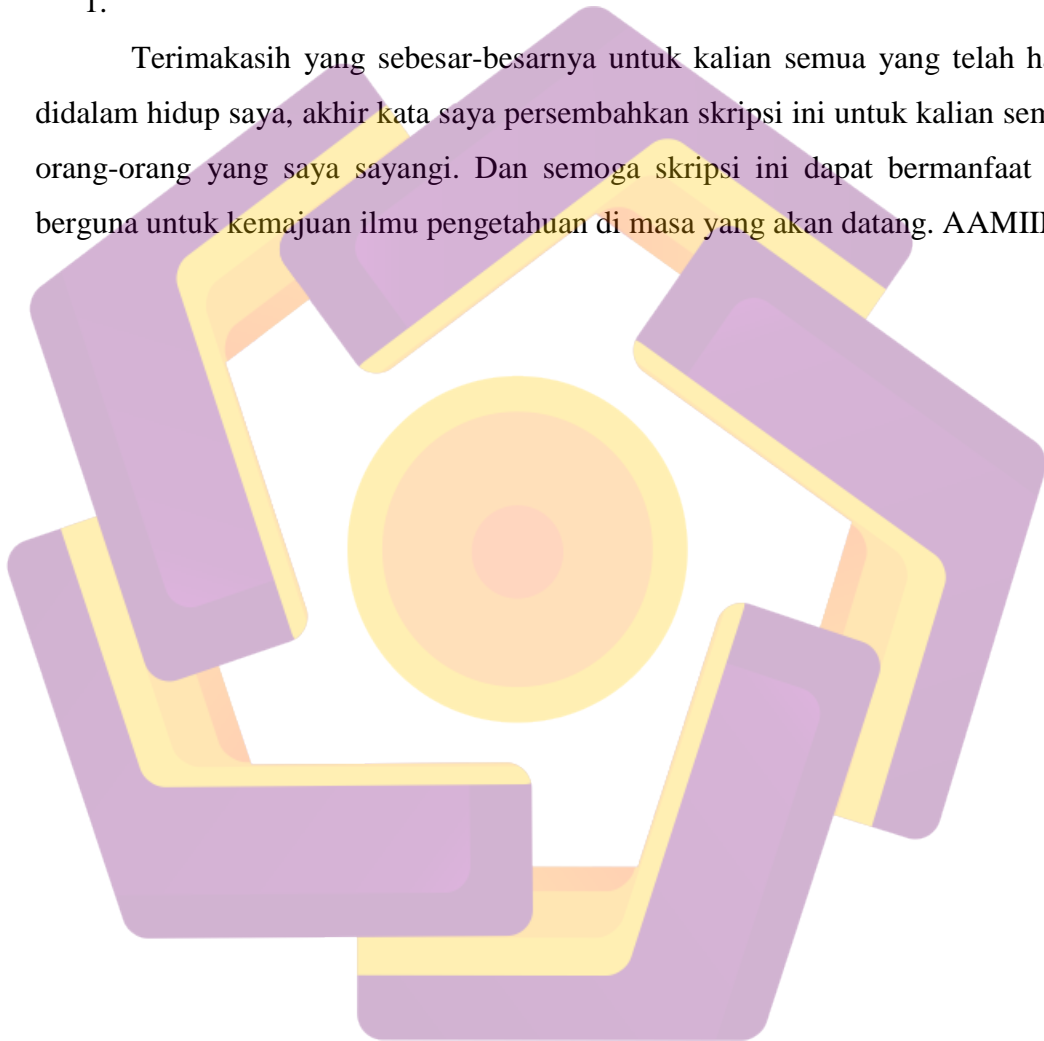 1.
Terimakasih yang sebesar-besarnya untuk kalian semua yang telah
didalam hidup saya, akhir kata saya persembahkan skripsi ini untuk kalian
orang-orang yang saya sayangi. Dan semoga skripsi ini dapat bermanfaat
berguna untuk kemajuan ilmu pengetahuan di masa yang akan datang.